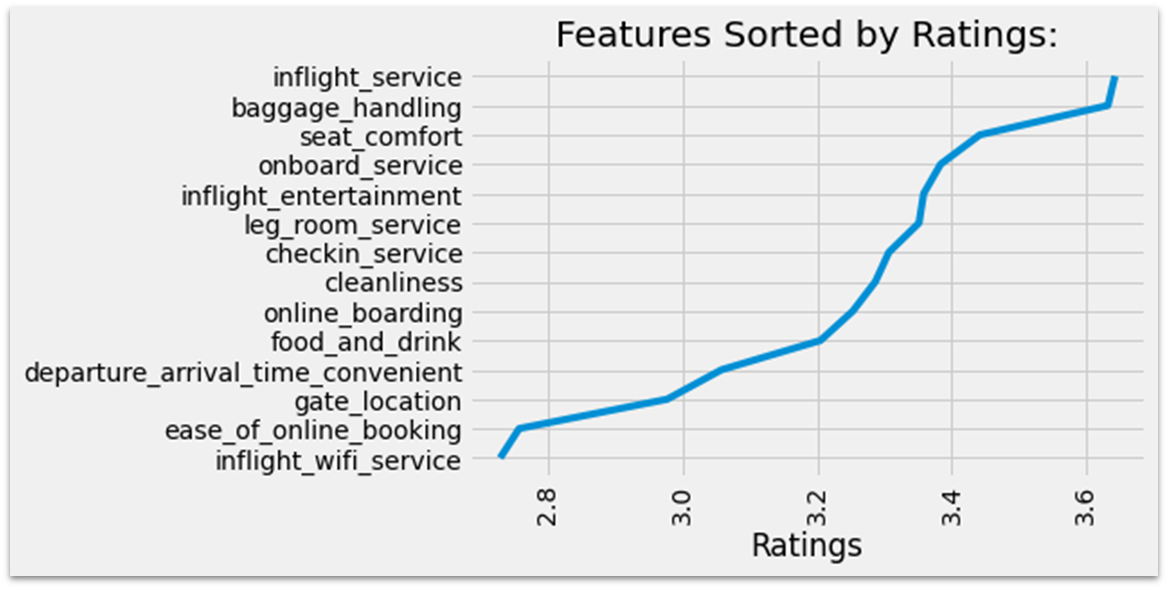 Features Sorted by Ratings:
inflight_service
baggage_handling
seat_comfort
onboard_service
inflight_entertainment
leg_room_service
checkin_service
cleanliness
online_boarding
food_and_drink
departure_arrival_time_convenient
gate_location
ease_of_online_booking
inflight_wifi_service
2.8
3.0
3.2
3.4
3.6
Ratings